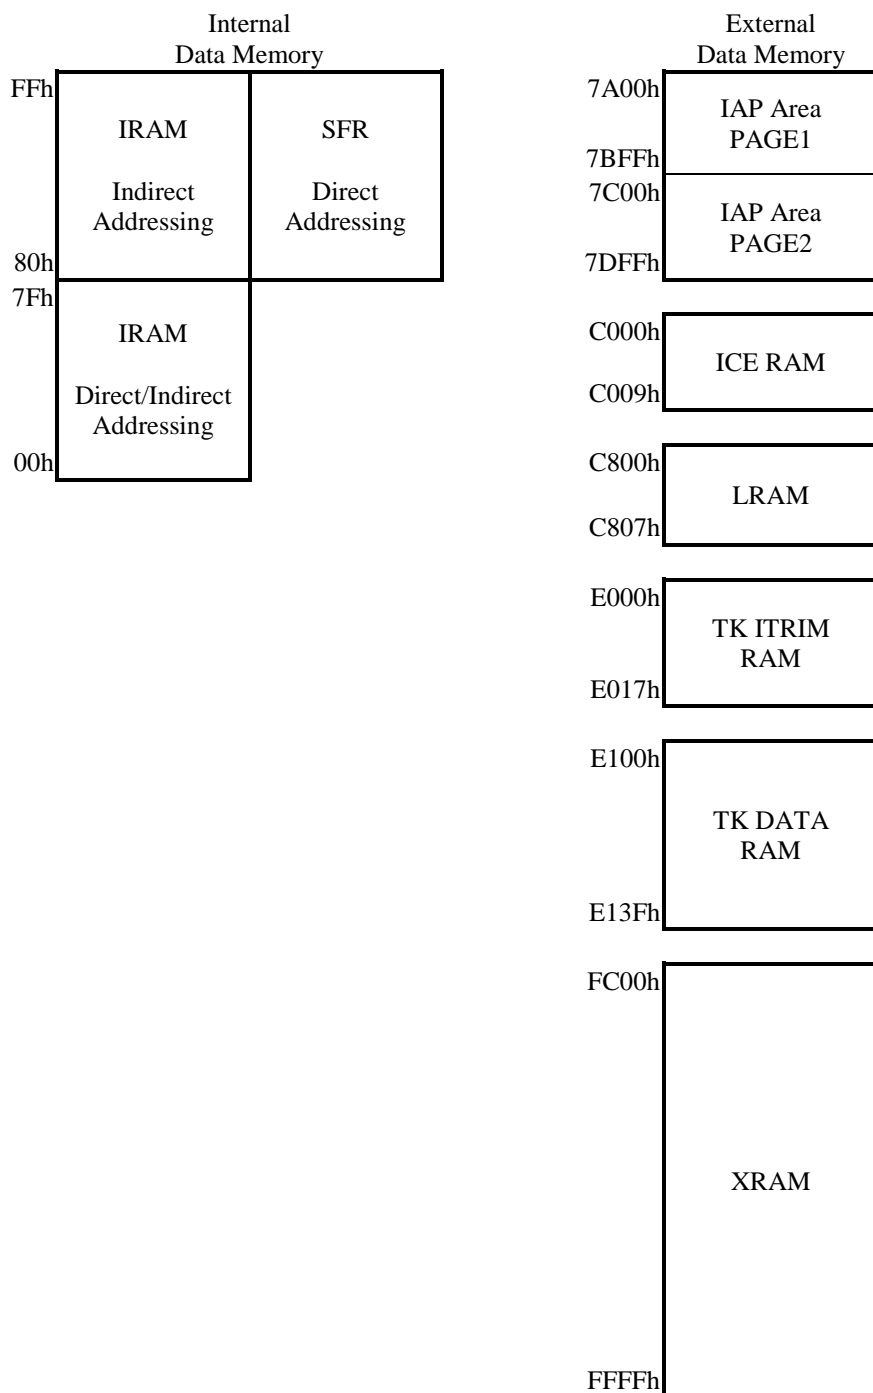 Internal
Data Memory
FFh
IRAM
Indirect
Addressing
80h
SFR
Direct
Addressing
7Fh
IRAM
Direct/Indirect
Addressing
00h
External
Data Memory
7A00h
IAP Area
PAGE1
7BFFh
7C00h
IAP Area
PAGE2
7DFFh
C000h
ICE RAM
C009h
C800h
LRAM
C807h
E000h
TK ITRIM
RAM
E017h
E100h
TK DATA
RAM
E13Fh
FC00h
XRAM
FFFFh